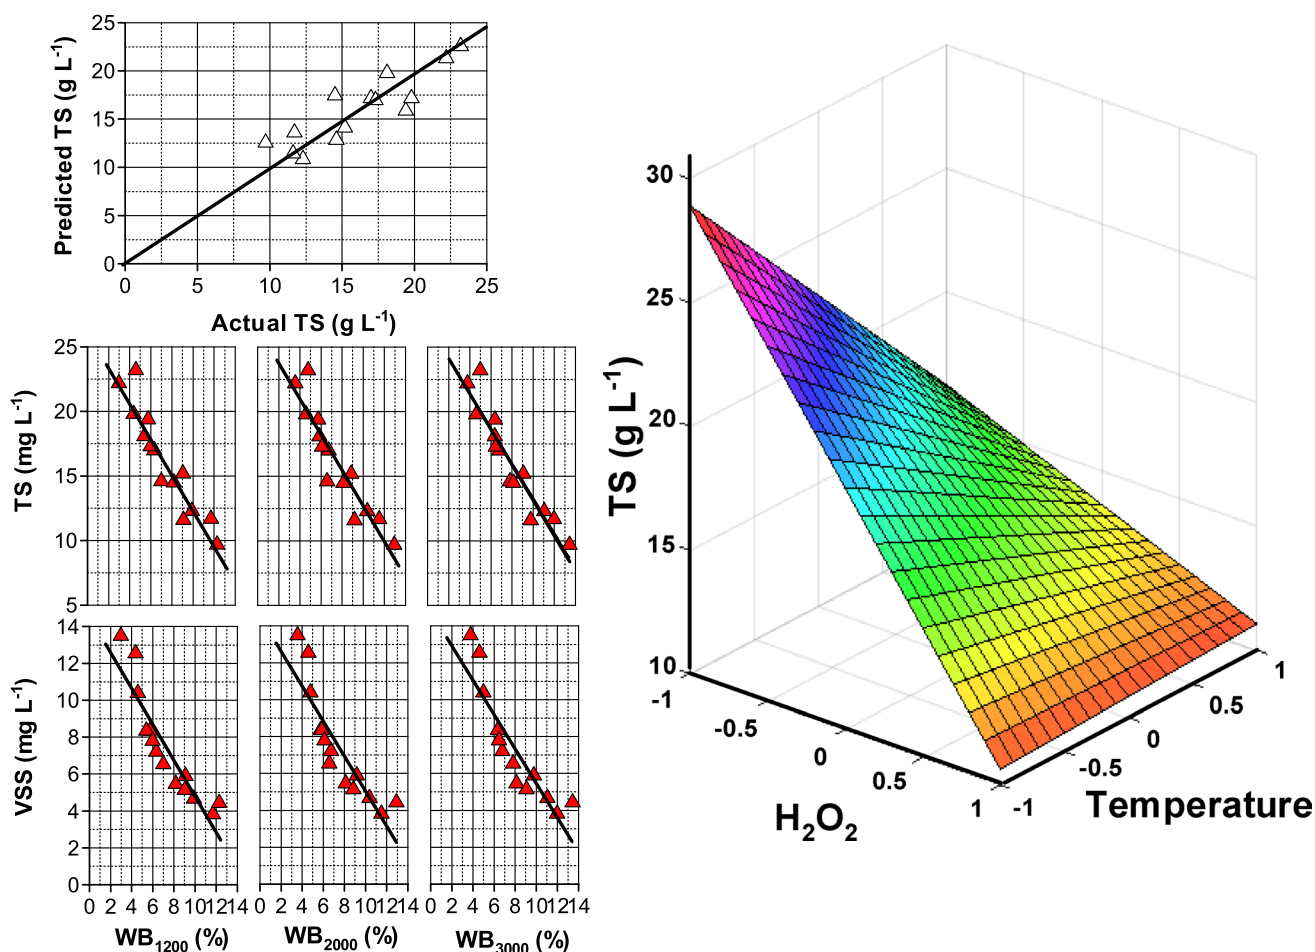 25
20
15
10
5
0
Predicted TS (g L-1)
0 5 10 15 20 25
Actual TS (g L-1)
25
20
15
10
5
TS (mg L-1)
14
12
10
8
6
4
2
0
VSS (mg L-1)
0 2 4 6 8 10 12 14
0 2 4 6 8 10 12 14
0 2 4 6 8 10 12 14
WB1200 (%)
WB2000 (%)
WB3000 (%)
30
25
20
15
10
TS (g L-1)
-1
-0.5
0
0.5
1
H2O2
-1
-0.5
0
0.5
1
Temperature